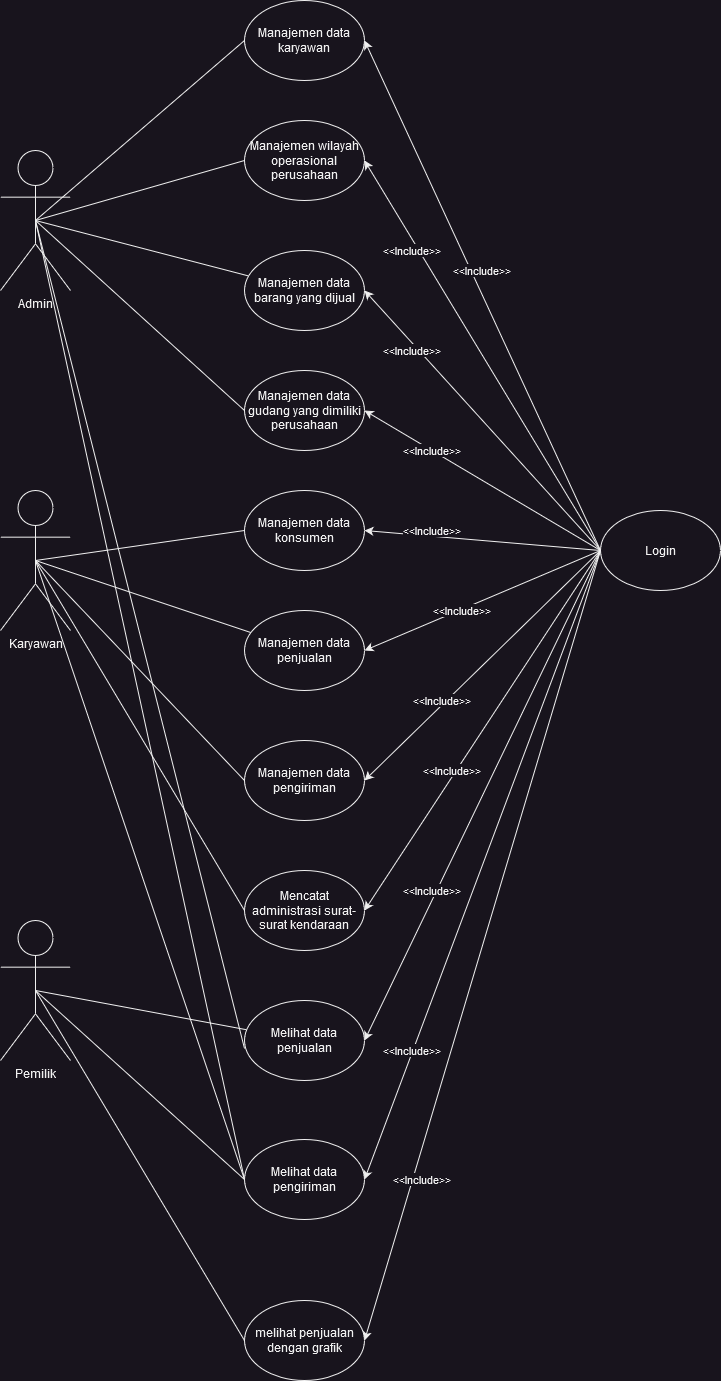 Manajemen data
karyawan
Manajemen wilayah
operasional
perusahaan
<<Include>>
<<Include>>
Admin
Manajemen data
barang yang dijual
<<Include>>
Manajemen data
gudang yang dimiliki
perusahaan
<<Include>>
Manajemen data
konsumen
<<Include>>
Login
Karyawan
Manajemen data
penjualan
<<Include>>
<<Include>>
Manajemen data
pengiriman
<<Include>>
Mencatat
administrasi surat-
surat kendaraan
<<Include>>
Pemilik
Melihat data
penjualan
<<Include>>
Melihat data
pengiriman
<<Include>>
melihat penjualan
dengan grafik